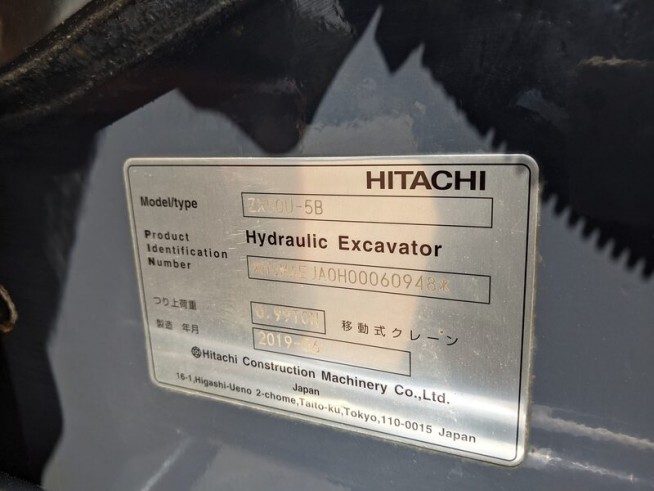 HITACHI
Model/type
Product Identification Number
Hydraulic Excavator
つり上荷重 移動式クレーン
製造 年月
Hitachi Construction Machinery Co.,Ltd.
Japan
16-1,Higashi-Ueno 2-chome,Taito-ku,Tokyo,110-0015 Japan